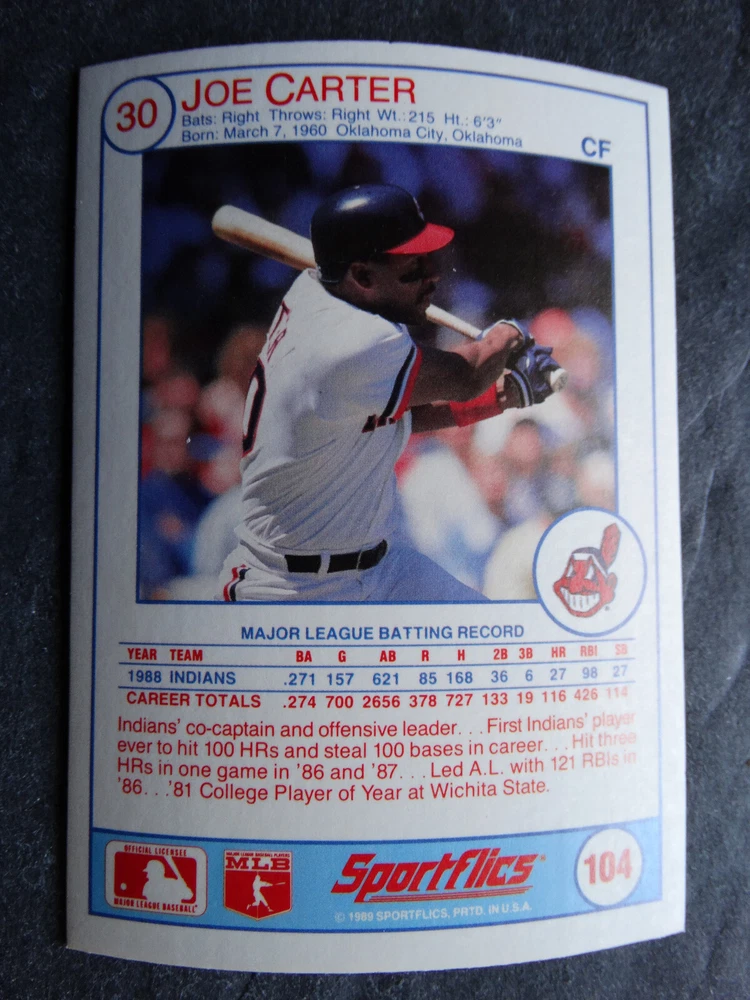 30
JOE CARTER
Bats: Right Throws: Right Wt.: 215 Ht.: 6'3"
Born: March 7, 1960 Oklahoma City, Oklahoma
CF
MAJOR LEAGUE BATTING RECORD
YEAR TEAM BA G AB R H 2B 3B HR RBI SB
1988 INDIANS .271 157 621 85 168 36 6 27 98 27
CAREER TOTALS .274 700 2656 378 727 133 19 116 426 114
Indians' co-captain and offensive leader. . .First Indians' player
ever to hit 100 HRs and steal 100 bases in career. . .Hit three
HRs in one game in '86 and '87. . .Led A.L. with 121 RBIs in
'86. . .'81 College Player of Year at Wichita State.
OFFICIAL LICENSEE
MAJOR LEAGUE BASEBALL
MAJOR LEAGUE BASEBALL PLAYERS
MLB
Sportflics
© 1989 SPORTFLICS, PRTD. IN U.S.A.
104